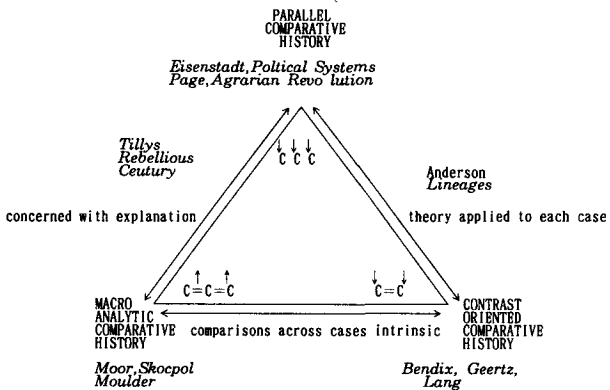 PARALLEL
COMPARATIVE
HISTORY
Eisenstadt,Poltical Systems
Page,Agrarian Revo lution
Tillys
Rebellious
Ceutury
C C C
Anderson
Lineages
concerned with explanation
theory applied to each case
C=C=C
C=C
MACRO
ANALYTIC
COMPARATIVE
HISTORY
comparisons across cases intrinsic
CONTRAST
ORIENTED
COMPARATIVE
HISTORY
Moor,Skocpol
Moulder
Bendix, Geertz,
Lang